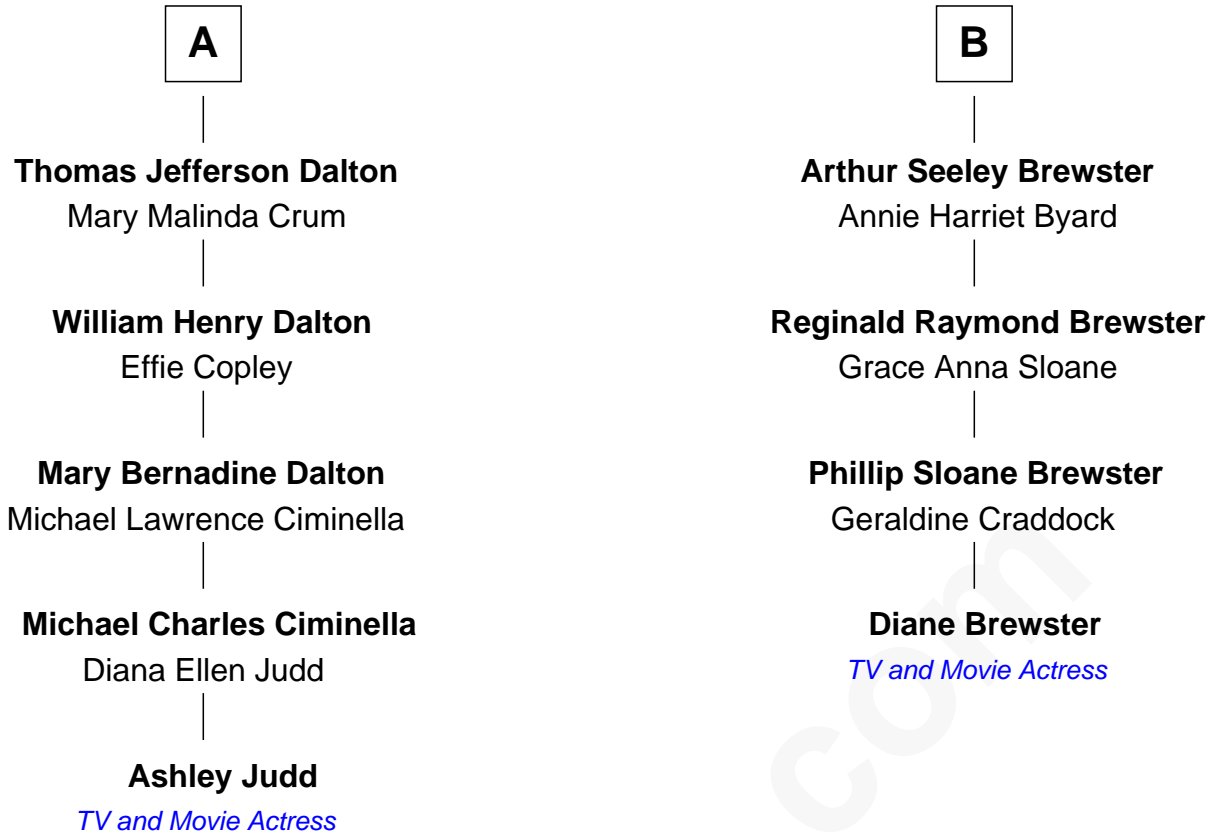 A
Thomas Jefferson Dalton
Mary Malinda Crum
William Henry Dalton
Effie Copley
Mary Bernadine Dalton
Michael Lawrence Ciminella
Michael Charles Ciminella
Diana Ellen Judd
Ashley Judd
TV and Movie Actress
B
Arthur Seeley Brewster
Annie Harriet Byard
Reginald Raymond Brewster
Grace Anna Sloane
Phillip Sloane Brewster
Geraldine Craddock
Diane Brewster
TV and Movie Actress
com